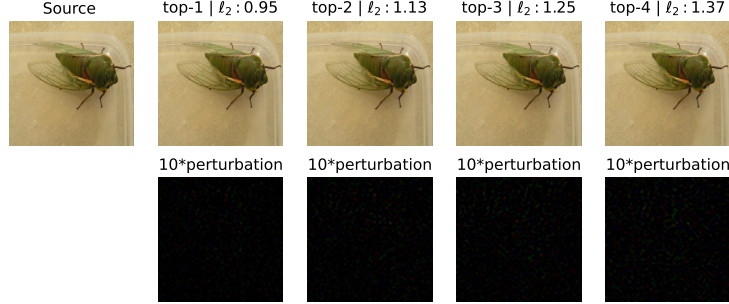 Source
top-1 | ℓ₂ : 0.95
top-2 | ℓ₂ : 1.13
top-3 | ℓ₂ : 1.25
top-4 | ℓ₂ : 1.37
10*perturbation
10*perturbation
10*perturbation
10*perturbation